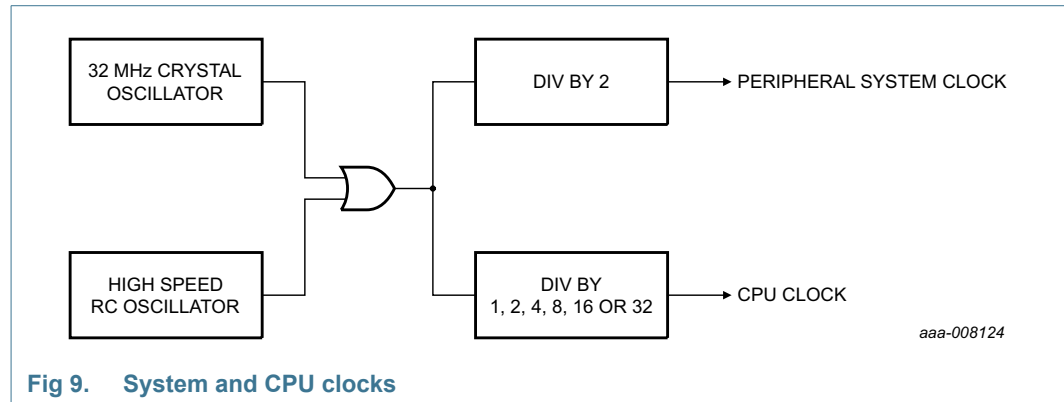 32 MHz CRYSTAL
OSCILLATOR
DIV BY 2
PERIPHERAL SYSTEM CLOCK
HIGH SPEED
RC OSCILLATOR
DIV BY
1, 2, 4, 8, 16 OR 32
CPU CLOCK
aaa-008124
Fig 9. System and CPU clocks